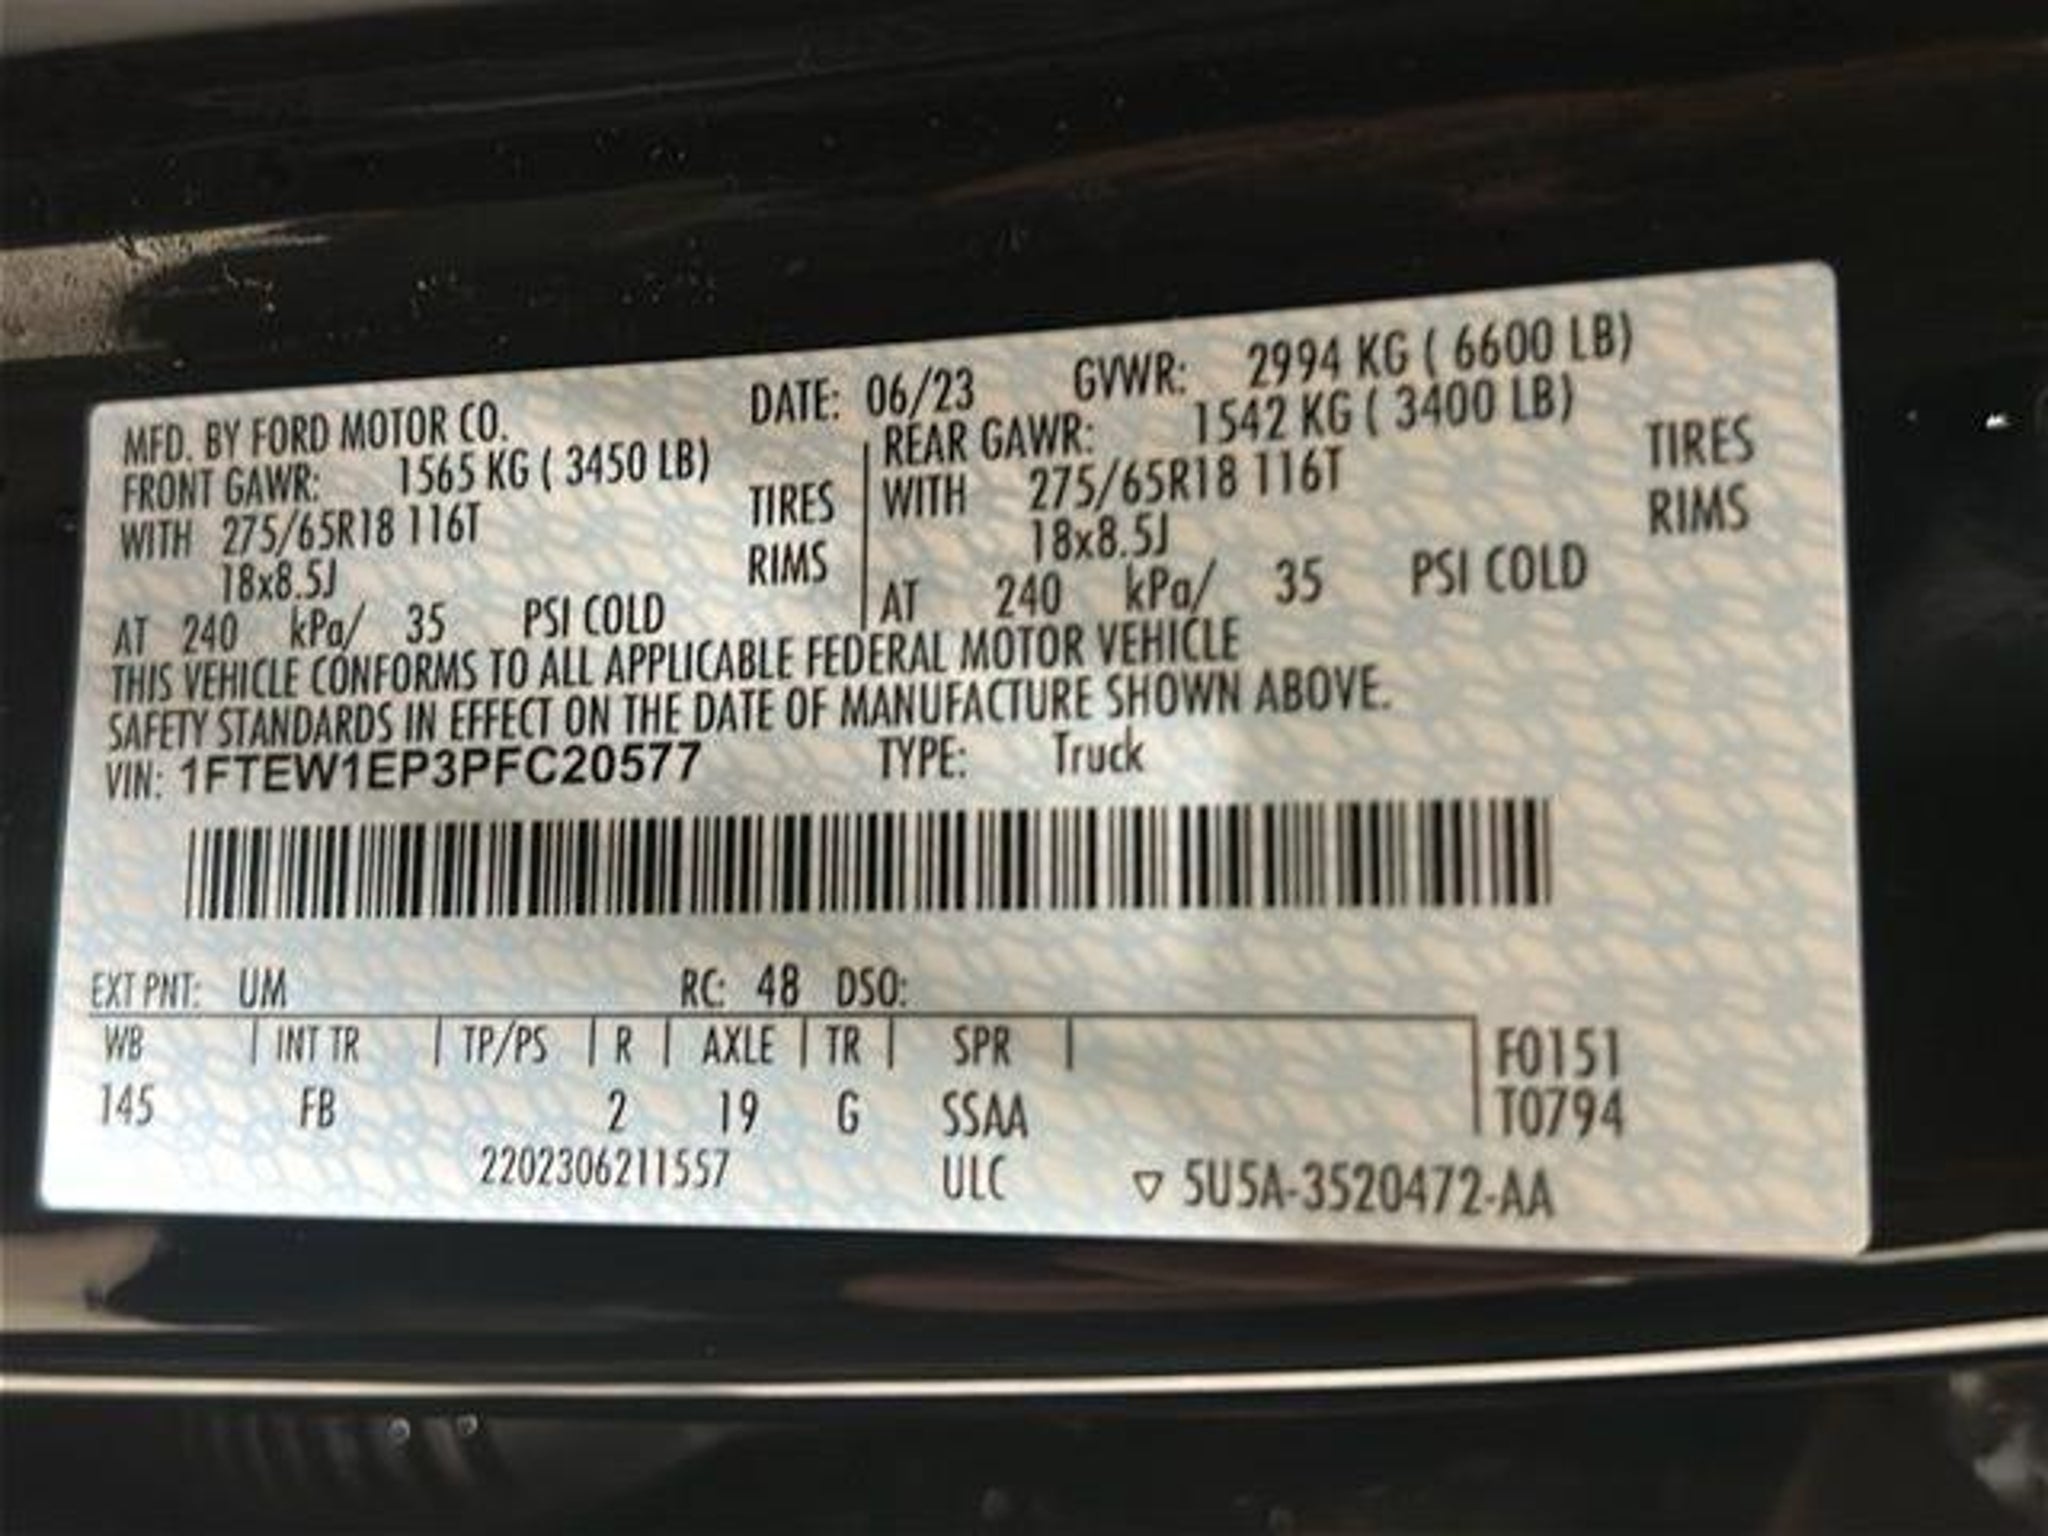 MFD. BY FORD MOTOR CO. DATE: 06/23 GVWR: 2994 KG ( 6600 LB)
FRONT GAWR: 1565 KG ( 3450 LB) REAR GAWR: 1542 KG ( 3400 LB)
WITH 275/65R18 116T TIRES WITH 275/65R18 116T TIRES
18x8.5J RIMS 18x8.5J RIMS
AT 240 kPa/ 35 PSI COLD AT 240 kPa/ 35 PSI COLD
THIS VEHICLE CONFORMS TO ALL APPLICABLE FEDERAL MOTOR VEHICLE
SAFETY STANDARDS IN EFFECT ON THE DATE OF MANUFACTURE SHOWN ABOVE.
VIN: 1FTEW1EP3PFC20577 TYPE: Truck
EXT PNT: UM RC: 48 DSO:
WB INT TR TP/PS R AXLE TR SPR F0151
145 FB 2 19 G SSAA T0794
2202306211557 ULC ▽ 5U5A-3520472-AA